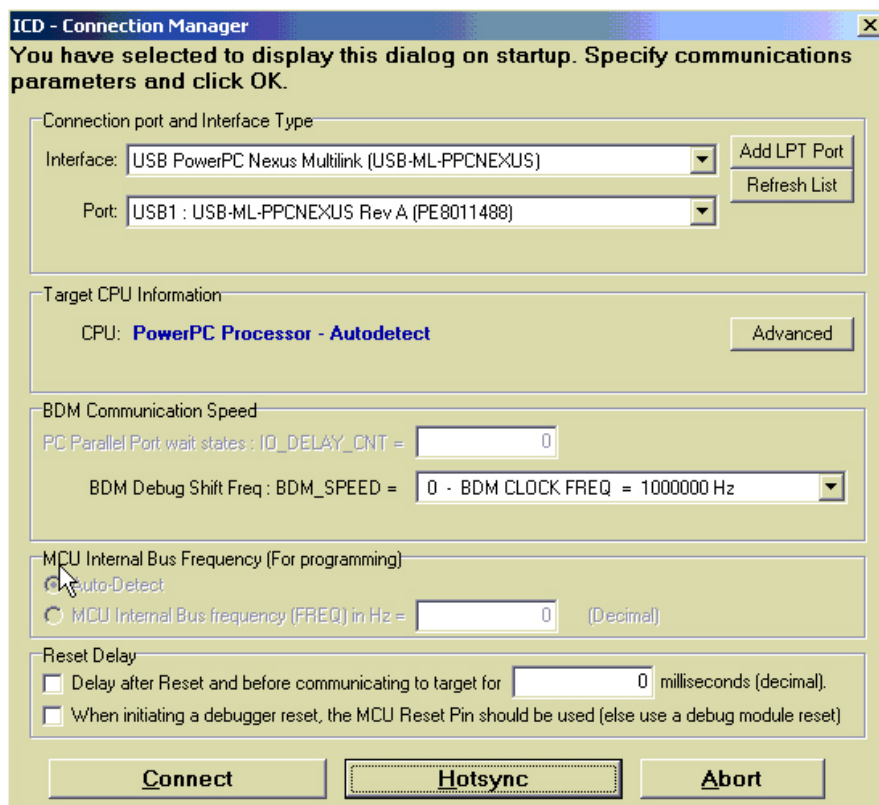 ICD - Connection Manager
You have selected to display this dialog on startup. Specify communications
parameters and click OK.
Connection port and Interface Type
Interface: USB PowerPC Nexus Multilink (USB-ML-PPCNEXUS) Add LPT Port
Refresh List
Port: USB1 : USB-ML-PPCNEXUS Rev A (PE8011488)
Target CPU Information
CPU: PowerPC Processor - Autodetect Advanced
BDM Communication Speed
PC Parallel Port wait states : IO_DELAY_CNT = 0
BDM Debug Shift Freq : BDM_SPEED = 0 - BDM CLOCK FREQ = 1000000 Hz
MCU Internal Bus Frequency (For programming)
Auto-Detect
MCU Internal Bus frequency (FREQ) in Hz = 0 (Decimal)
Reset Delay
Delay after Reset and before communicating to target for 0 milliseconds (decimal).
When initiating a debugger reset, the MCU Reset Pin should be used (else use a debug module reset)
Connect Hotsync Abort